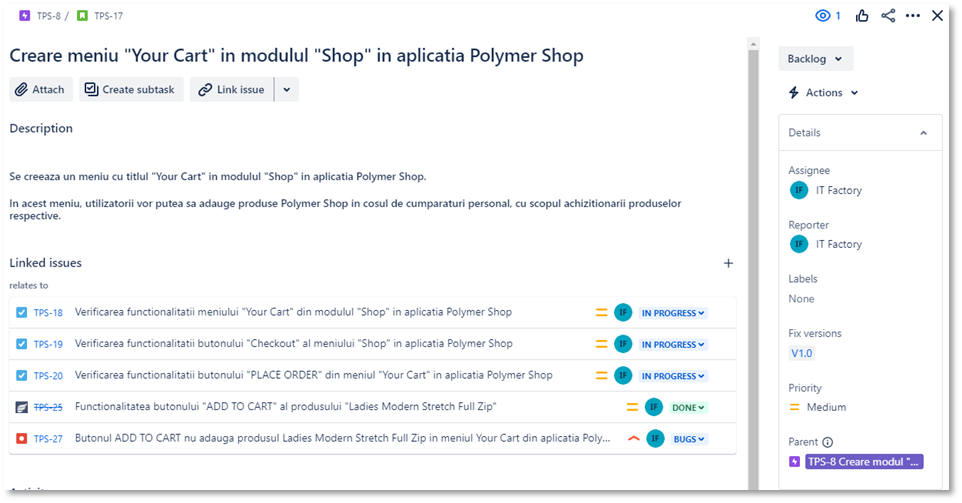 TPS-8 / TPS-17
1
Creare meniu "Your Cart" in modulul "Shop" in aplicatia Polymer Shop
Attach
Create subtask
Link issue
Description
Se creeaza un meniu cu titlul "Your Cart" in modulul "Shop" in aplicatia Polymer Shop.
In acest meniu, utilizatorii vor putea sa adauge produse Polymer Shop in cosul de cumparaturi personal, cu scopul achizitionarii produselor
respective.
Linked issues
relates to
TPS-18 Verificarea functionalitatii meniului "Your Cart" din modulul "Shop" in aplicatia Polymer Shop IF IN PROGRESS
TPS-19 Verificarea functionalitatii butonului "Checkout" al meniului "Shop" in aplicatia Polymer Shop IF IN PROGRESS
TPS-20 Verificarea functionalitatii butonului "PLACE ORDER" din meniul "Your Cart" in aplicatia Polymer Shop IF IN PROGRESS
TPS-25 Functionalitatea butonului "ADD TO CART" al produsului "Ladies Modern Stretch Full Zip" IF DONE
TPS-27 Butonul ADD TO CART nu adauga produsul Ladies Modern Stretch Full Zip in meniul Your Cart din aplicatia Poly... IF BUGS
Backlog
Actions
Details
Assignee
IF IT Factory
Reporter
IF IT Factory
Labels
None
Fix versions
V1.0
Priority
Medium
Parent
TPS-8 Creare modul "...